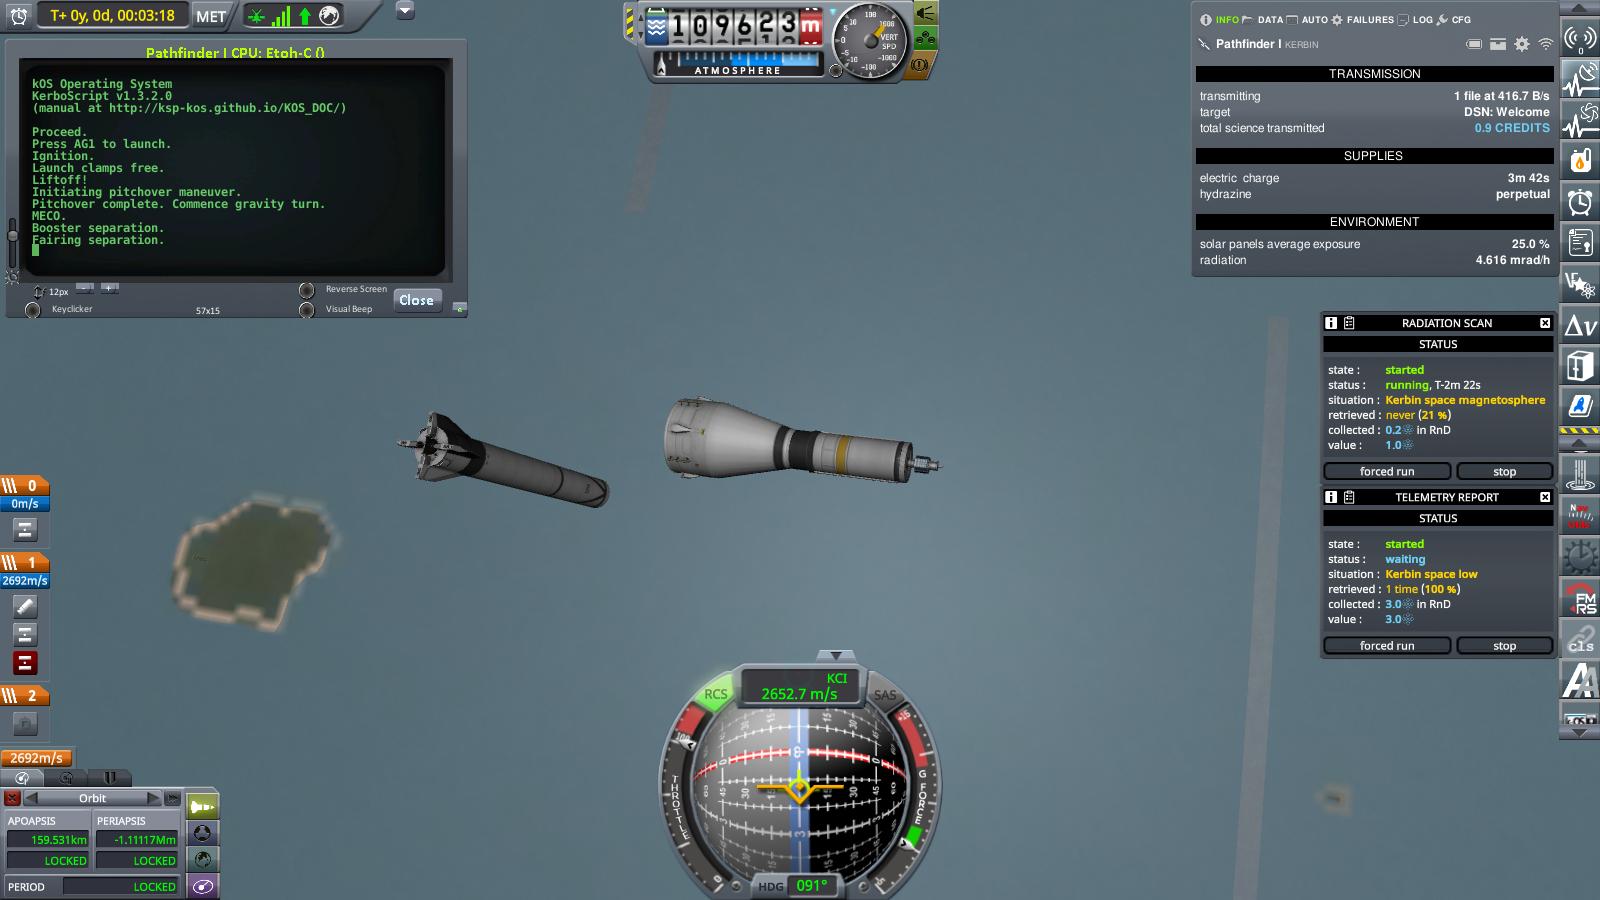 T+ 0y, 0d, 00:03:18
MET
Pathfinder I CPU: Etoh-C ()
kOS Operating System
KerboScript v1.3.2.0
(manual at http://ksp-kos.github.io/KOS_DOC/)
Proceed.
Press AG1 to launch.
Ignition.
Launch clamps free.
Liftoff!
Initiating pitchover maneuver.
Pitchover complete. Commence gravity turn.
MECO.
Booster separation.
Fairing separation.
12px - +
Reverse Screen
Close
Keyclicker
57x15
Visual Beep
109623m
ATMOSPHERE
VERT
SPD
INFO DATA AUTO FAILURES LOG CFG
Pathfinder I KERBIN
TRANSMISSION
transmitting 1 file at 416.7 B/s
target DSN: Welcome
total science transmitted 0.9 CREDITS
SUPPLIES
electric charge 3m 42s
hydrazine perpetual
ENVIRONMENT
solar panels average exposure 25.0 %
radiation 4.616 mrad/h
RADIATION SCAN
STATUS
state : started
status : running, T-2m 22s
situation : Kerbin space magnetosphere
retrieved : never (21 %)
collected : 0.2 in RnD
value : 1.0
forced run stop
TELEMETRY REPORT
STATUS
state : started
status : waiting
situation : Kerbin space low
retrieved : 1 time (100 %)
collected : 3.0 in RnD
value : 3.0
forced run stop
0
Δv
FM
RS
cls
0
0m/s
1
2692m/s
2
2692m/s
Orbit
APOAPSIS PERIAPSIS
159.531km -1.11117Mm
LOCKED LOCKED
PERIOD LOCKED
KCI
RCS 2652.7 m/s SAS
THROTTLE
G FORCE
HDG 091°